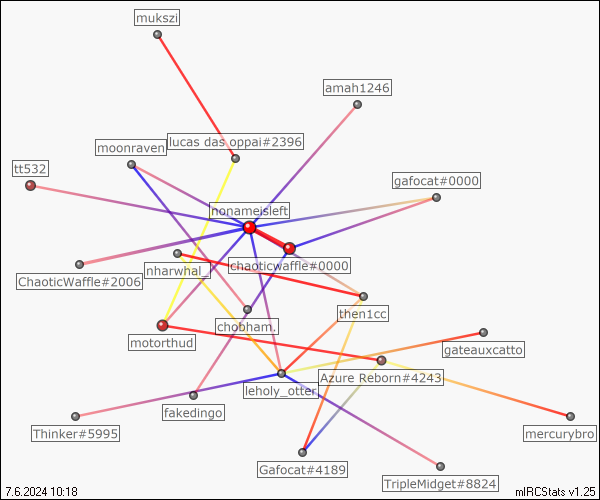 mukszi
amah1246
lucas das oppai#2396
moonraven
tt532
gafocat#0000
nonameisleft
chaoticwaffle#0000
nharwhal_
ChaoticWaffle#2006
then1cc
chobham.
motorthud
gateauxcatto
Azure Reborn#4243
leholy_otter
fakedingo
Thinker#5995
mercurybro
Gafocat#4189
TripleMidget#8824
7.6.2024 10:18
mIRCStats v1.25